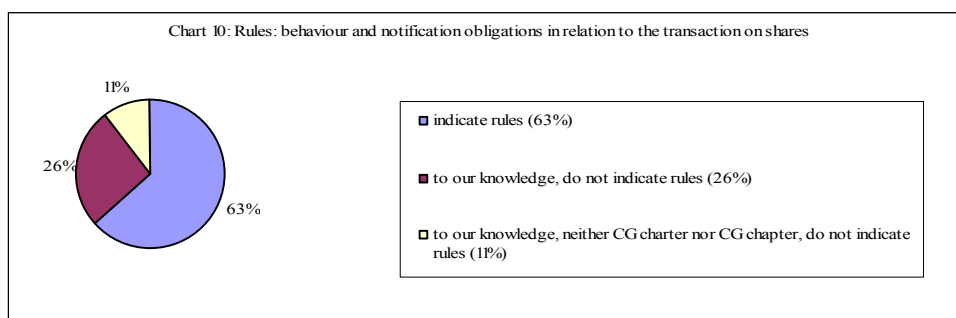 Chart 10: Rules: behaviour and notification obligations in relation to the transaction on shares
11%
26%
63%
indicate rules (63%)
to our knowledge, do not indicate rules (26%)
to our knowledge, neither CG charter nor CG chapter, do not indicate
rules (11%)